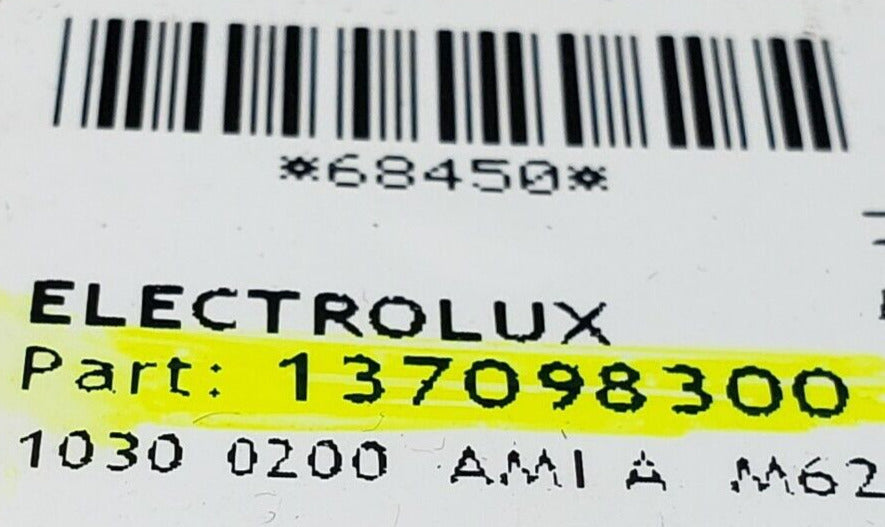 *68450*
ELECTROLUX
Part: 137098300
1030 0200 AMI A M62